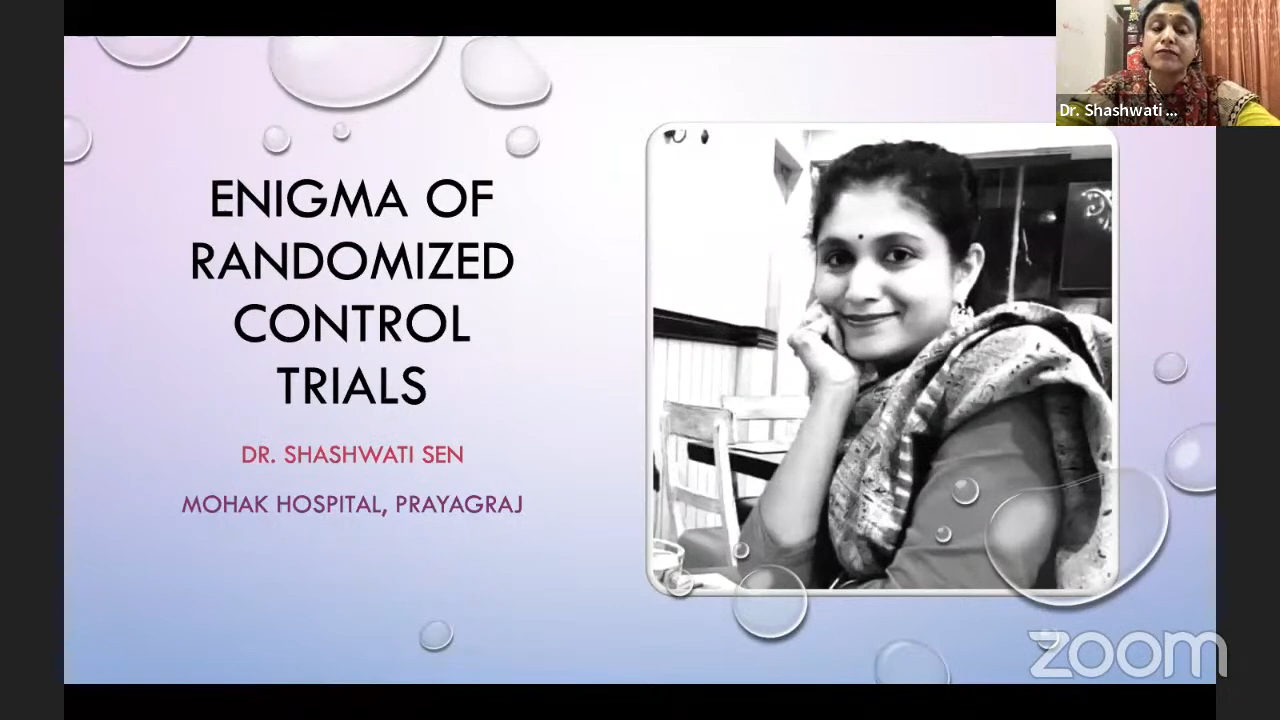 Dr. Shashwati ...
ENIGMA OF
RANDOMIZED
CONTROL
TRIALS
DR. SHASHWATI SEN
MOHAK HOSPITAL, PRAYAGRAJ
zoom